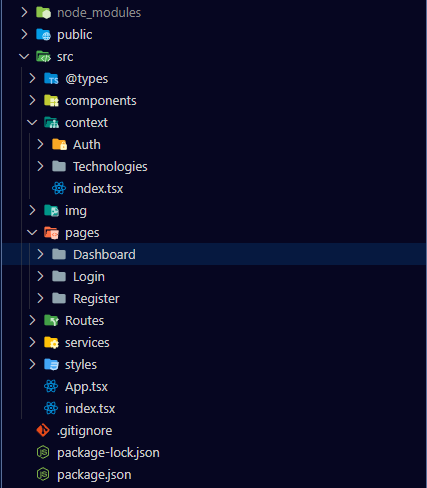 node_modules
public
src
@types
components
context
Auth
Technologies
index.tsx
img
pages
Dashboard
Login
Register
Routes
services
styles
App.tsx
index.tsx
.gitignore
package-lock.json
package.json